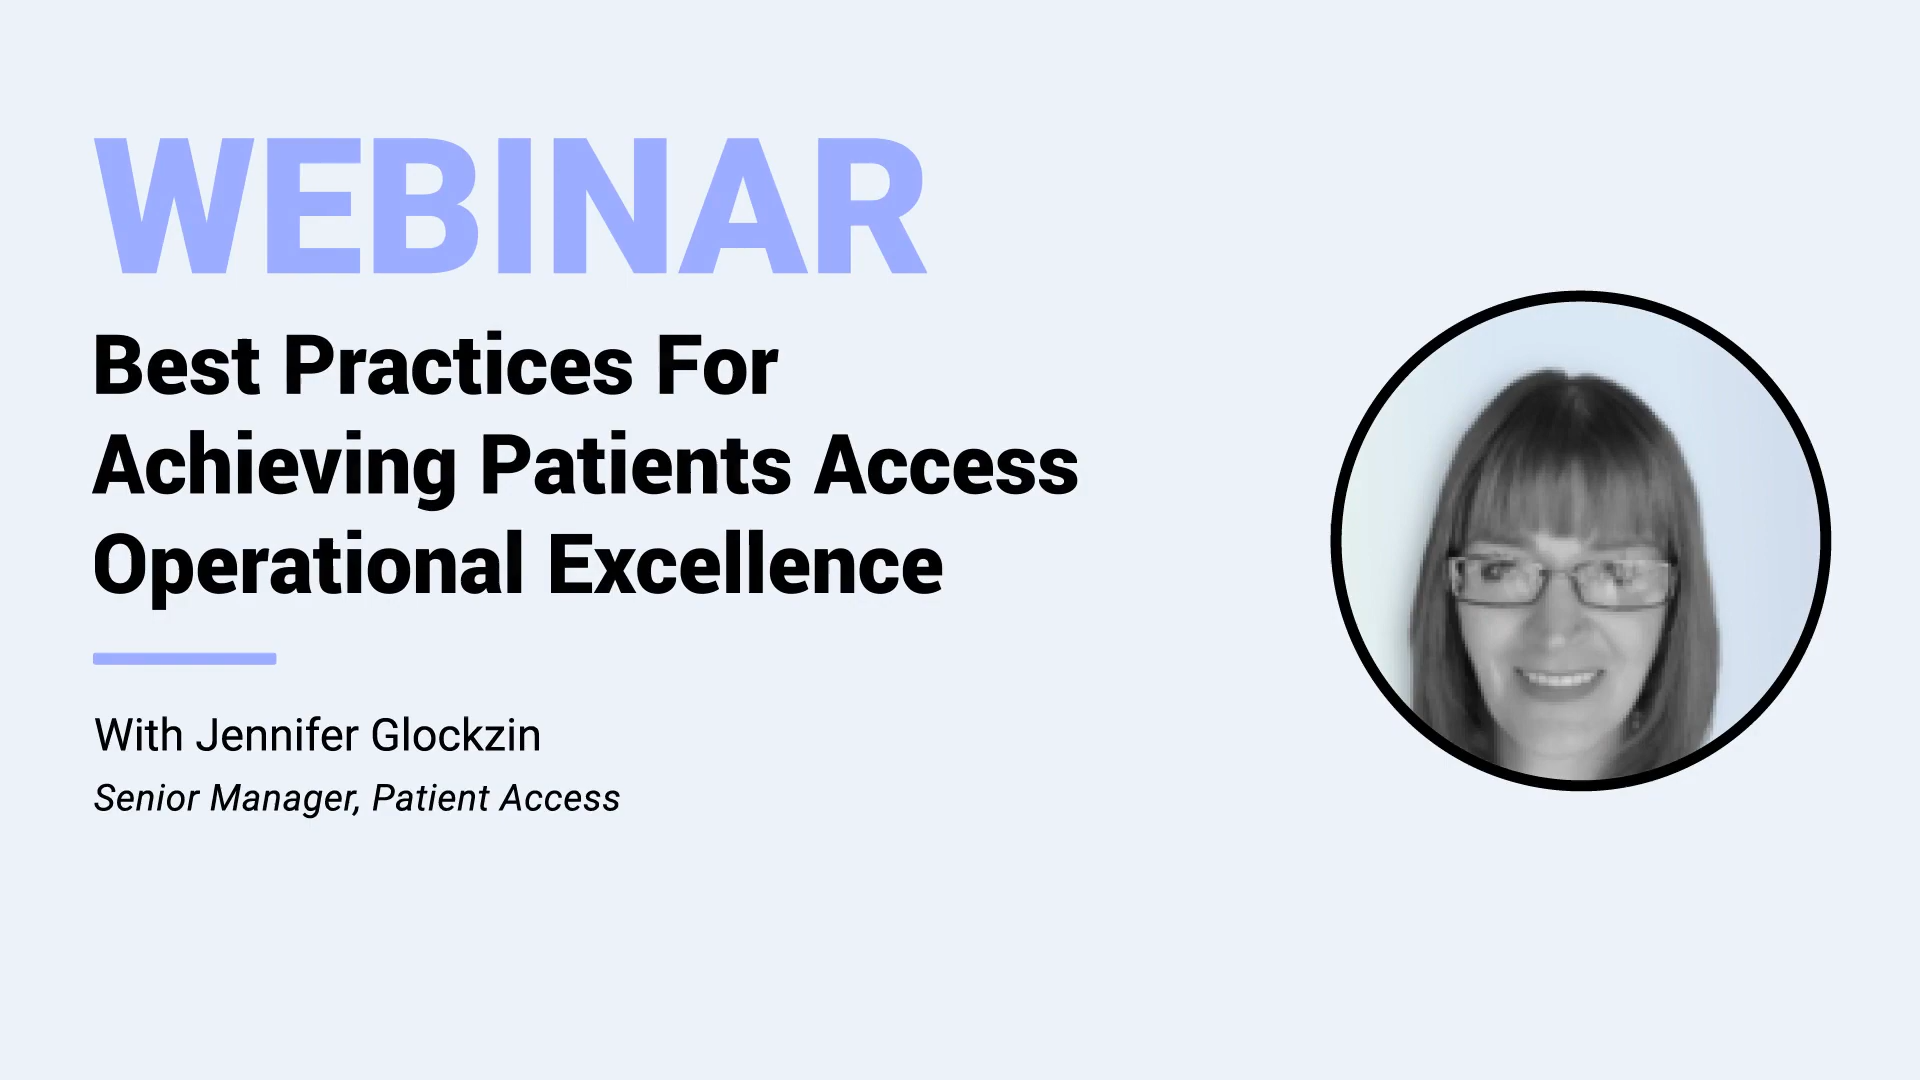 WEBINAR
Best Practices For
Achieving Patients Access
Operational Excellence
With Jennifer Glockzin
Senior Manager, Patient Access